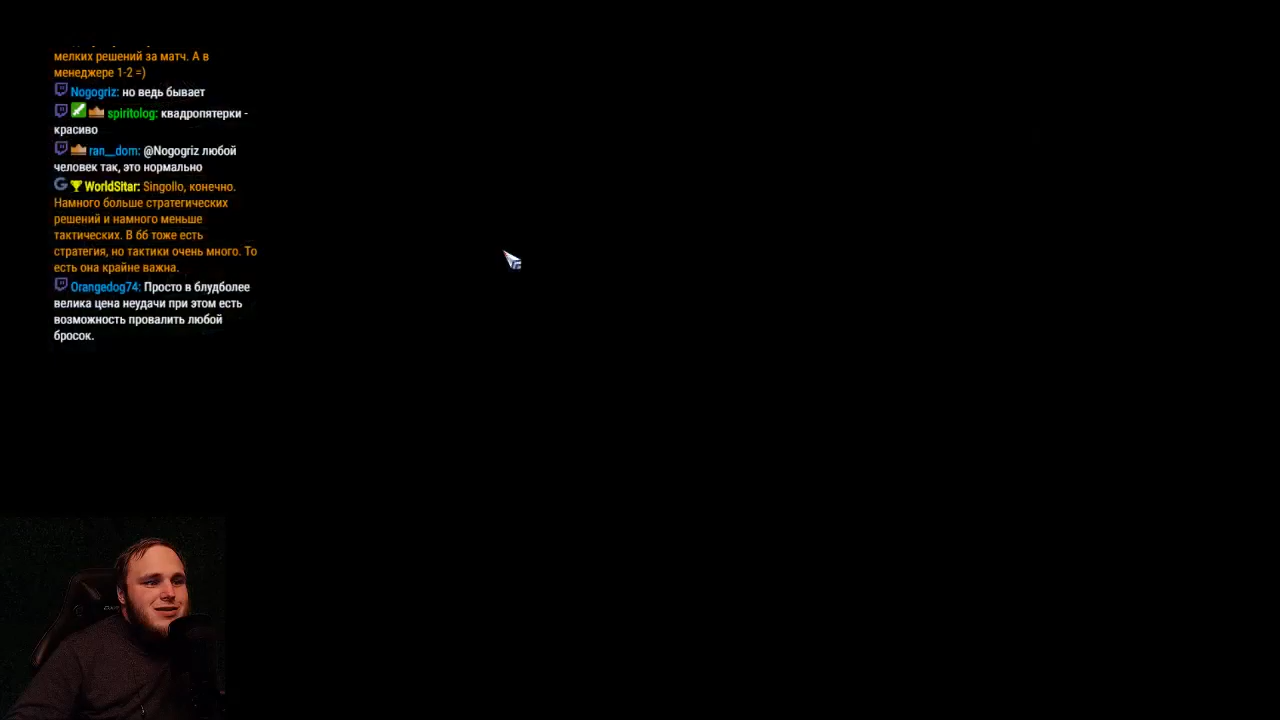 мелких решений за матч. А в
менеджере 1-2 =)
Nogogriz: но ведь бывает
spiritolog: квадропятерки -
красиво
ran__dom: @Nogogriz любой
человек так, это нормально
WorldSitar: Singollo, конечно.
Намного больше стратегических
решений и намного меньше
тактических. В бб тоже есть
стратегия, но тактики очень много. То
есть она крайне важна.
Orangedog74: Просто в блудболее
велика цена неудачи при этом есть
возможность провалить любой
бросок.